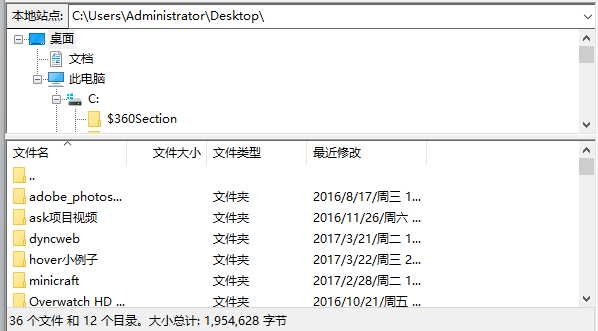 本地站点: C:\Users\Administrator\Desktop\
桌面
文档
此电脑
C:
$360Section
文件名 文件大小 文件类型 最近修改
..
adobe_photos... 文件夹 2016/8/17/周三 1...
ask项目视频 文件夹 2016/11/26/周六 ...
dyncweb 文件夹 2017/3/21/周二 1...
hover小例子 文件夹 2017/3/22/周三 2...
minicraft 文件夹 2017/2/28/周二 1...
Overwatch HD ... 文件夹 2016/10/21/周五 ...
36 个文件 和 12 个目录。大小总计: 1,954,628 字节